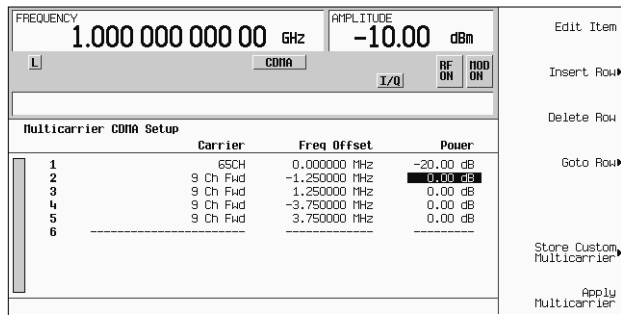 FREQUENCY
1.000 000 000 00 GHz
AMPLITUDE
-10.00 dBm
L
CDMA
I/Q
RF ON
MOD ON
Multicarrier CDMA Setup
Carrier Freq Offset Power
1 65CH 0.000000 MHz -20.00 dB
2 9 Ch Fwd -1.250000 MHz 0.00 dB
3 9 Ch Fwd 1.250000 MHz 0.00 dB
4 9 Ch Fwd -3.750000 MHz 0.00 dB
5 9 Ch Fwd 3.750000 MHz 0.00 dB
6 ----------------------- ------------- ---------
Edit Item
Insert Row
Delete Row
Goto Row
Store Custom
Multicarrier
Apply
Multicarrier